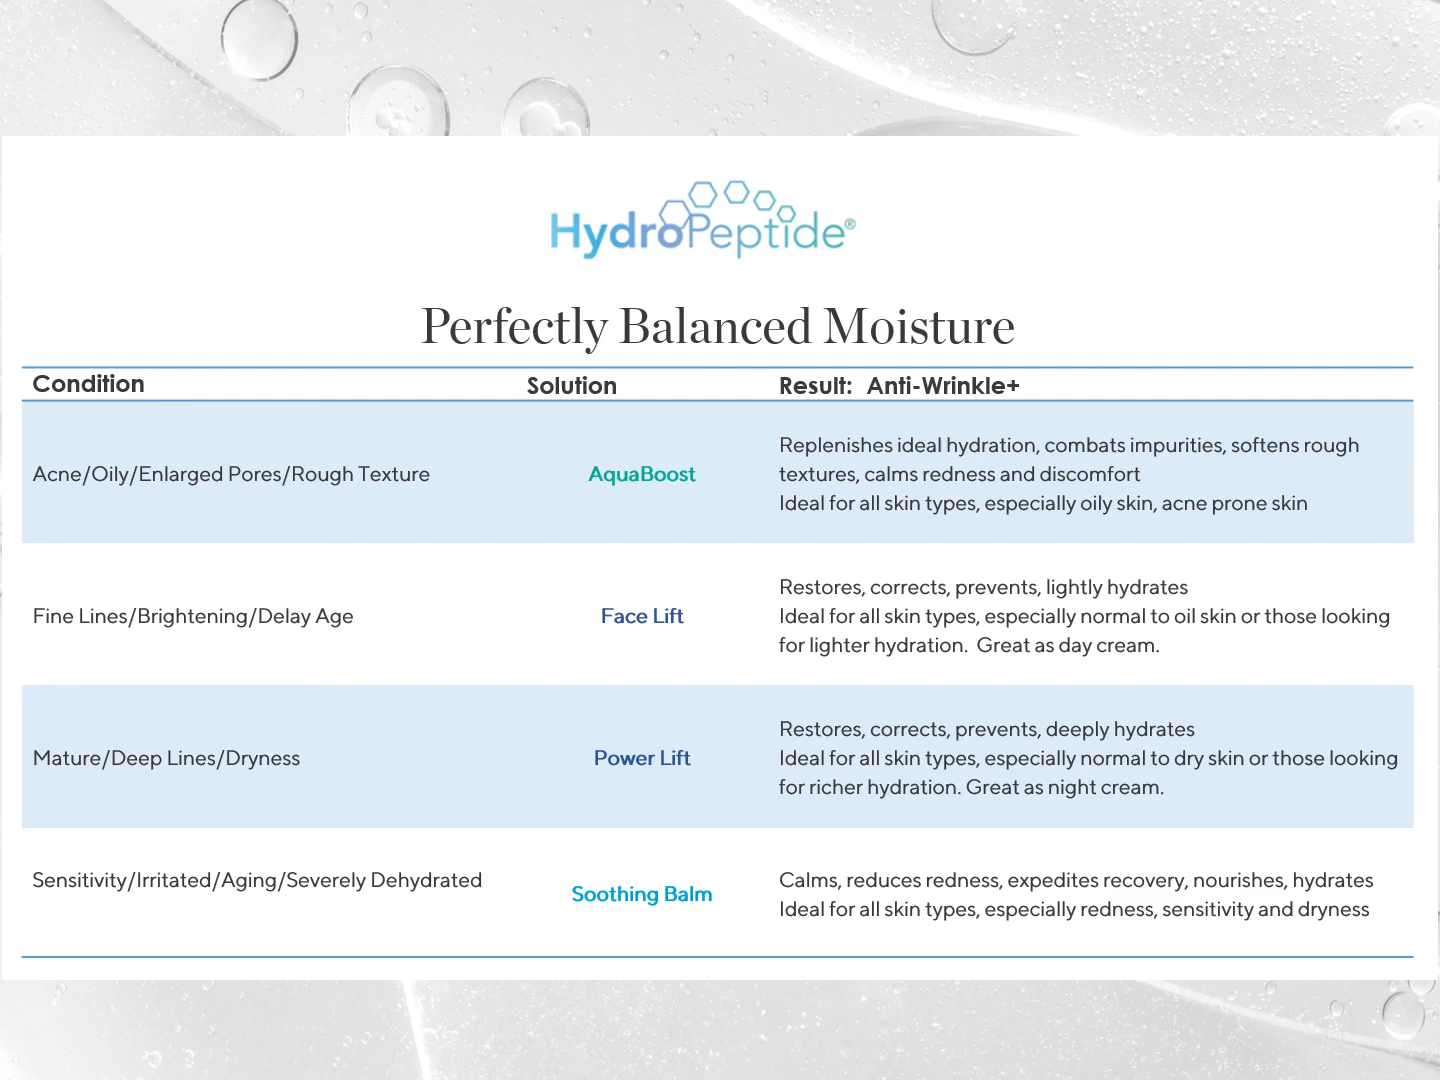 HydroPeptide®
Perfectly Balanced Moisture
Condition Solution Result: Anti-Wrinkle+
Acne/Oily/Enlarged Pores/Rough Texture
AquaBoost
Replenishes ideal hydration, combats impurities, softens rough
textures, calms redness and discomfort
Ideal for all skin types, especially oily skin, acne prone skin
Fine Lines/Brightening/Delay Age
Face Lift
Restores, corrects, prevents, lightly hydrates
Ideal for all skin types, especially normal to oil skin or those looking
for lighter hydration. Great as day cream.
Mature/Deep Lines/Dryness
Power Lift
Restores, corrects, prevents, deeply hydrates
Ideal for all skin types, especially normal to dry skin or those looking
for richer hydration. Great as night cream.
Sensitivity/Irritated/Aging/Severely Dehydrated
Soothing Balm
Calms, reduces redness, expedites recovery, nourishes, hydrates
Ideal for all skin types, especially redness, sensitivity and dryness